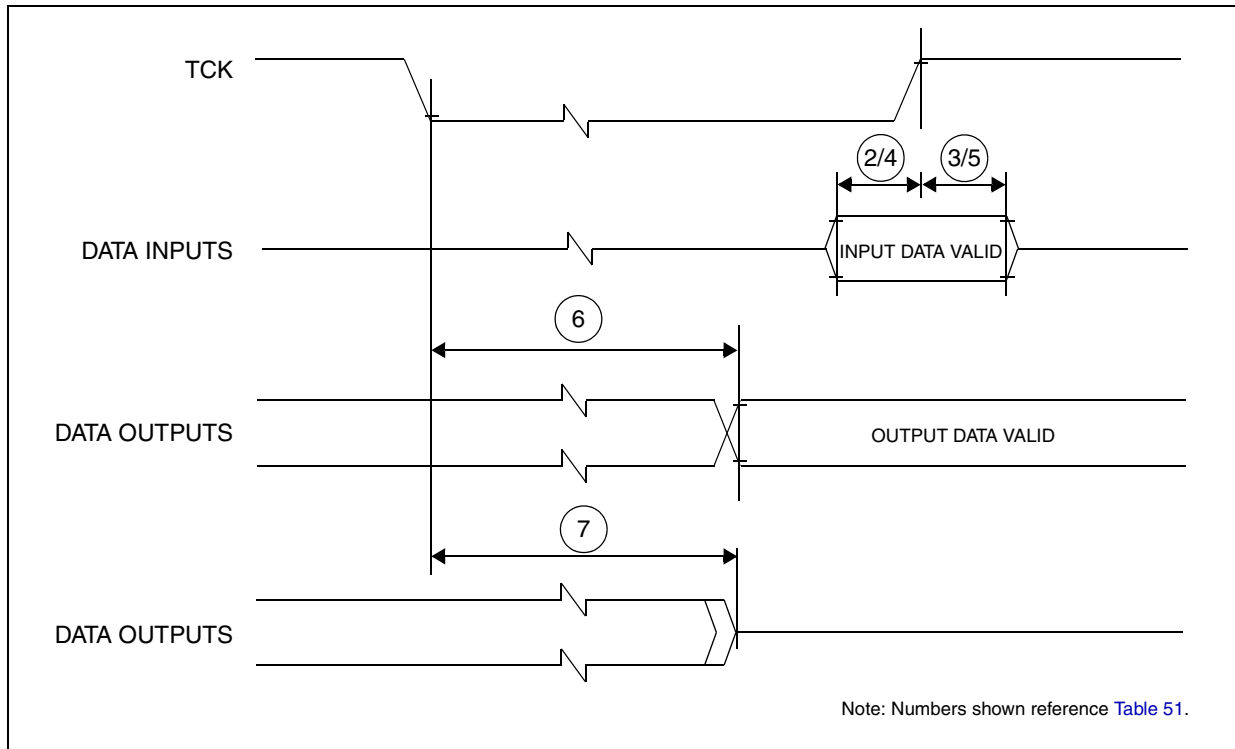 TCK
2/4
3/5
DATA INPUTS
INPUT DATA VALID
6
DATA OUTPUTS
OUTPUT DATA VALID
7
DATA OUTPUTS
Note: Numbers shown reference Table 51.